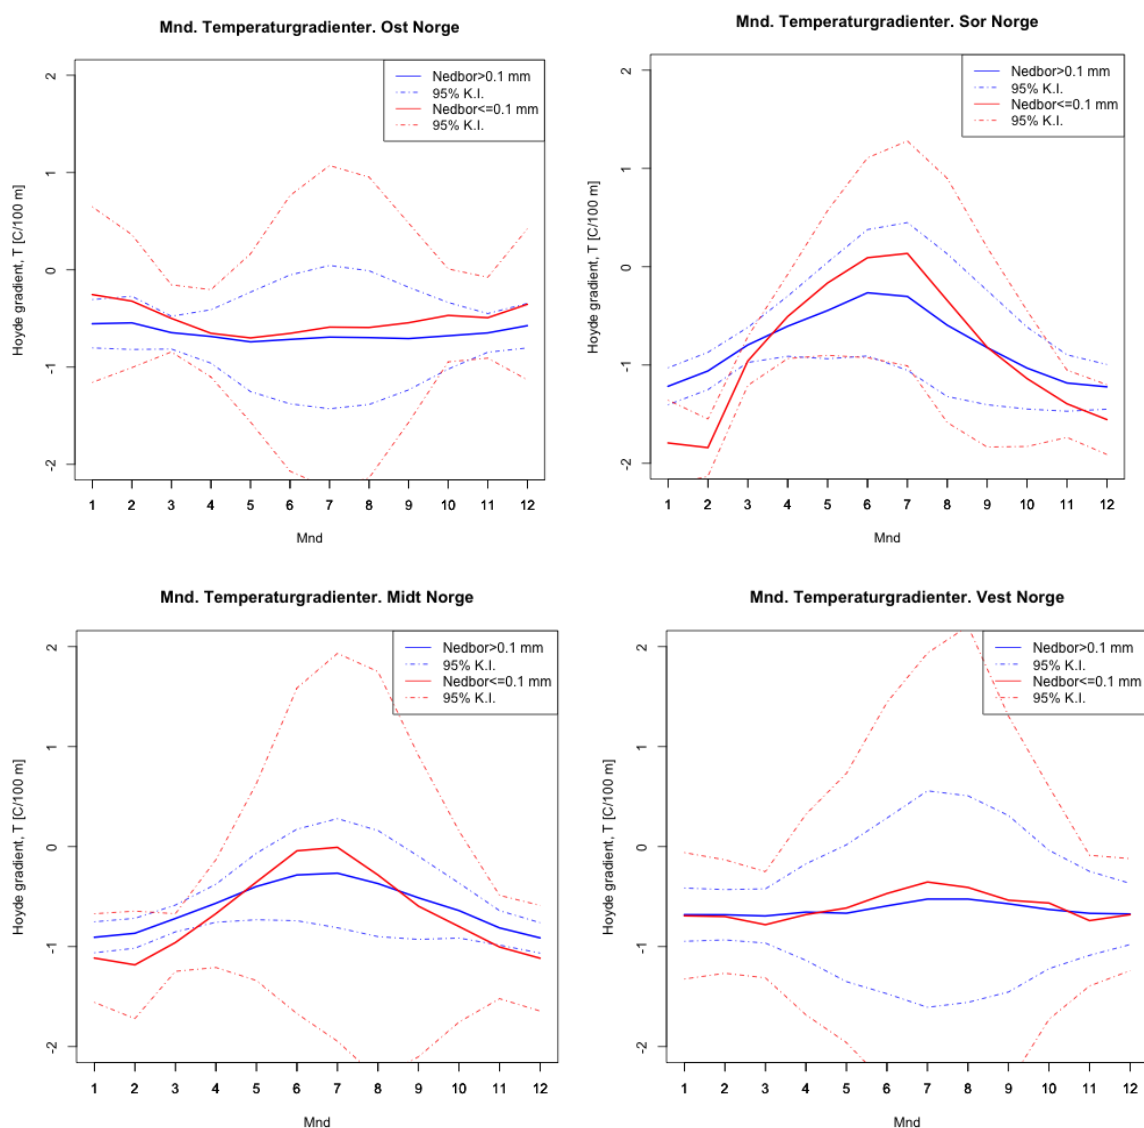 Mnd. Temperaturgradienter. Ost Norge
Hoyde gradient, T [C/100 m]
2
1
0
-1
-2
Nedbor>0.1 mm
95% K.I.
Nedbor<=0.1 mm
95% K.I.
1 2 3 4 5 6 7 8 9 10 11 12
Mnd
Mnd. Temperaturgradienter. Sor Norge
Hoyde gradient, T [C/100 m]
2
1
0
-1
-2
Nedbor>0.1 mm
95% K.I.
Nedbor<=0.1 mm
95% K.I.
1 2 3 4 5 6 7 8 9 10 11 12
Mnd
Mnd. Temperaturgradienter. Midt Norge
Hoyde gradient, T [C/100 m]
2
1
0
-1
-2
Nedbor>0.1 mm
95% K.I.
Nedbor<=0.1 mm
95% K.I.
1 2 3 4 5 6 7 8 9 10 11 12
Mnd
Mnd. Temperaturgradienter. Vest Norge
Hoyde gradient, T [C/100 m]
2
1
0
-1
-2
Nedbor>0.1 mm
95% K.I.
Nedbor<=0.1 mm
95% K.I.
1 2 3 4 5 6 7 8 9 10 11 12
Mnd